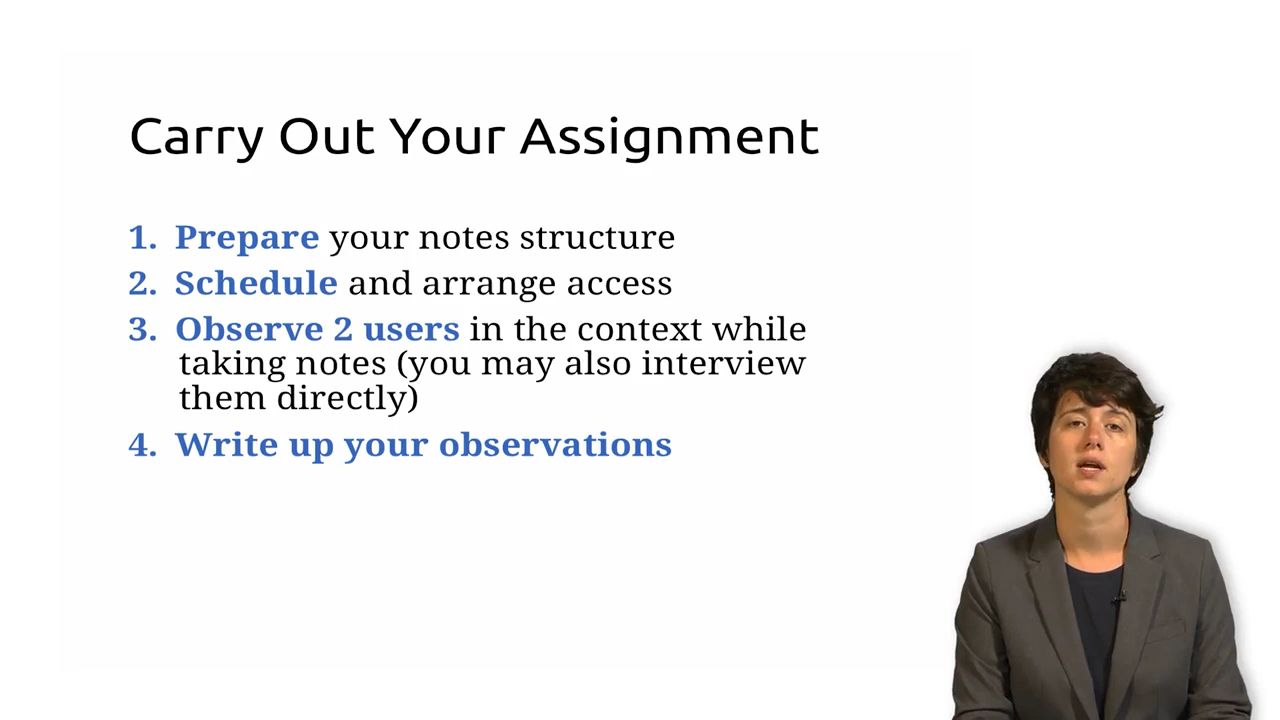 Carry Out Your Assignment
1. Prepare your notes structure
2. Schedule and arrange access
3. Observe 2 users in the context while
taking notes (you may also interview
them directly)
4. Write up your observations